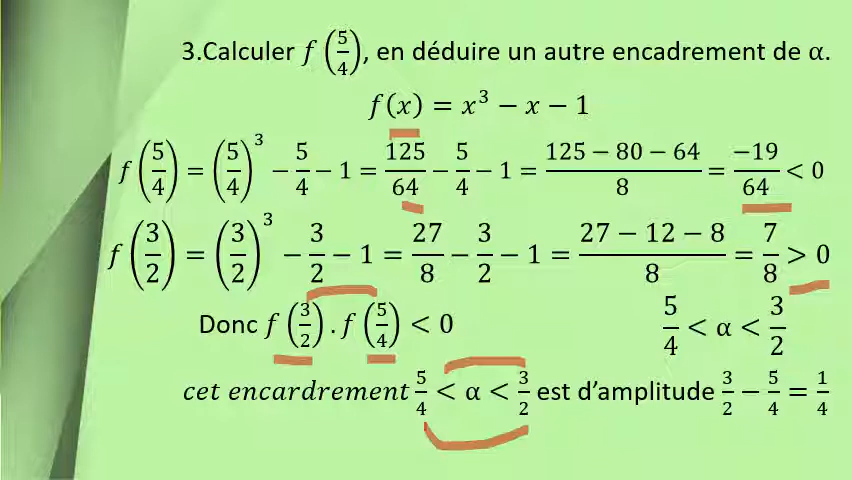 3.Calculer f(5/4), en déduire un autre encadrement de α.
f(x) = x³ − x − 1
f(5/4) = (5/4)³ − 5/4 − 1 = 125/64 − 5/4 − 1 = (125 − 80 − 64)/8 = −19/64 < 0
f(3/2) = (3/2)³ − 3/2 − 1 = 27/8 − 3/2 − 1 = (27 − 12 − 8)/8 = 7/8 > 0
Donc f(3/2) . f(5/4) < 0 5/4 < α < 3/2
cet encardrement 5/4 < α < 3/2 est d’amplitude 3/2 − 5/4 = 1/4